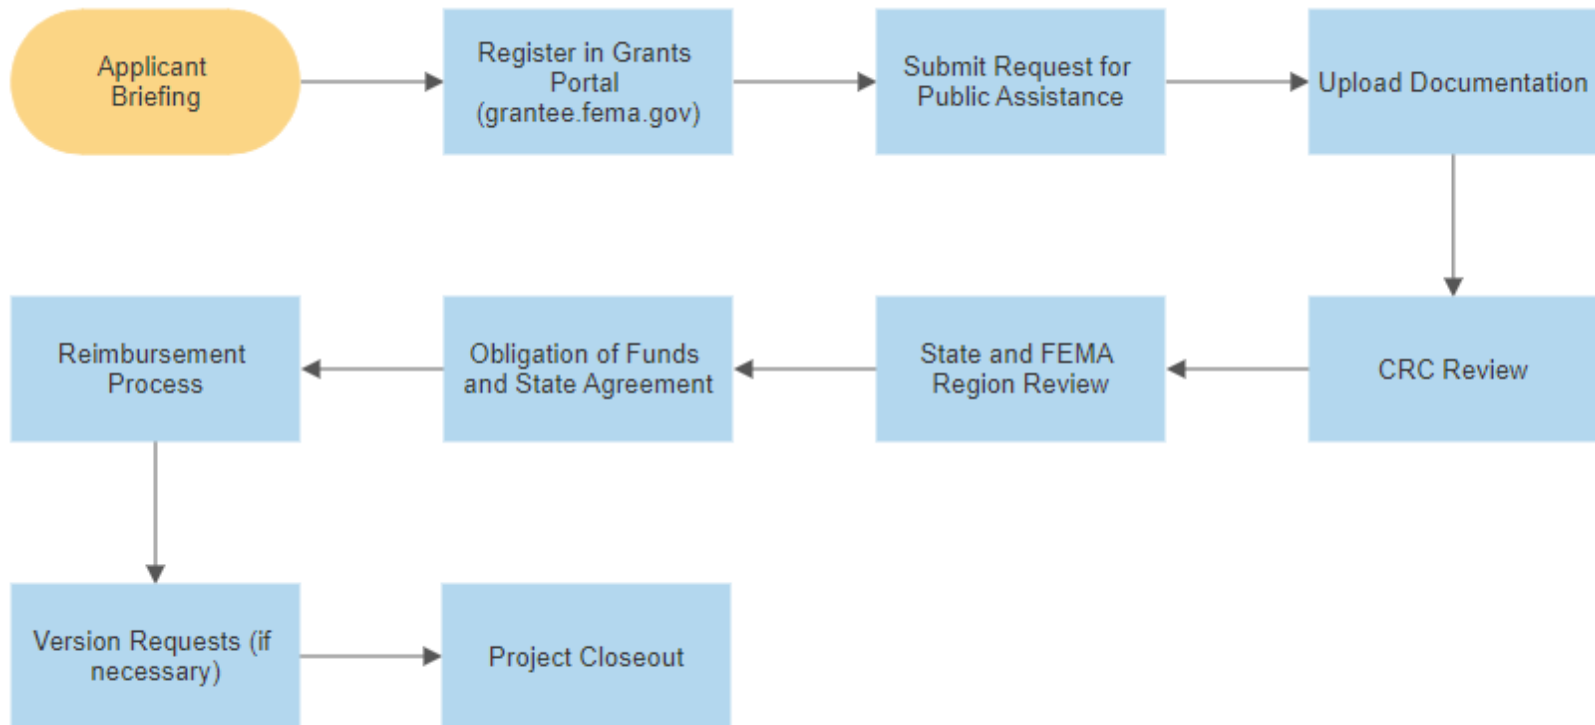 Applicant
Briefing
Register in Grants
Portal
(grantee.fema.gov)
Submit Request for
Public Assistance
Upload Documentation
CRC Review
State and FEMA
Region Review
Obligation of Funds
and State Agreement
Reimbursement
Process
Version Requests (if
necessary)
Project Closeout